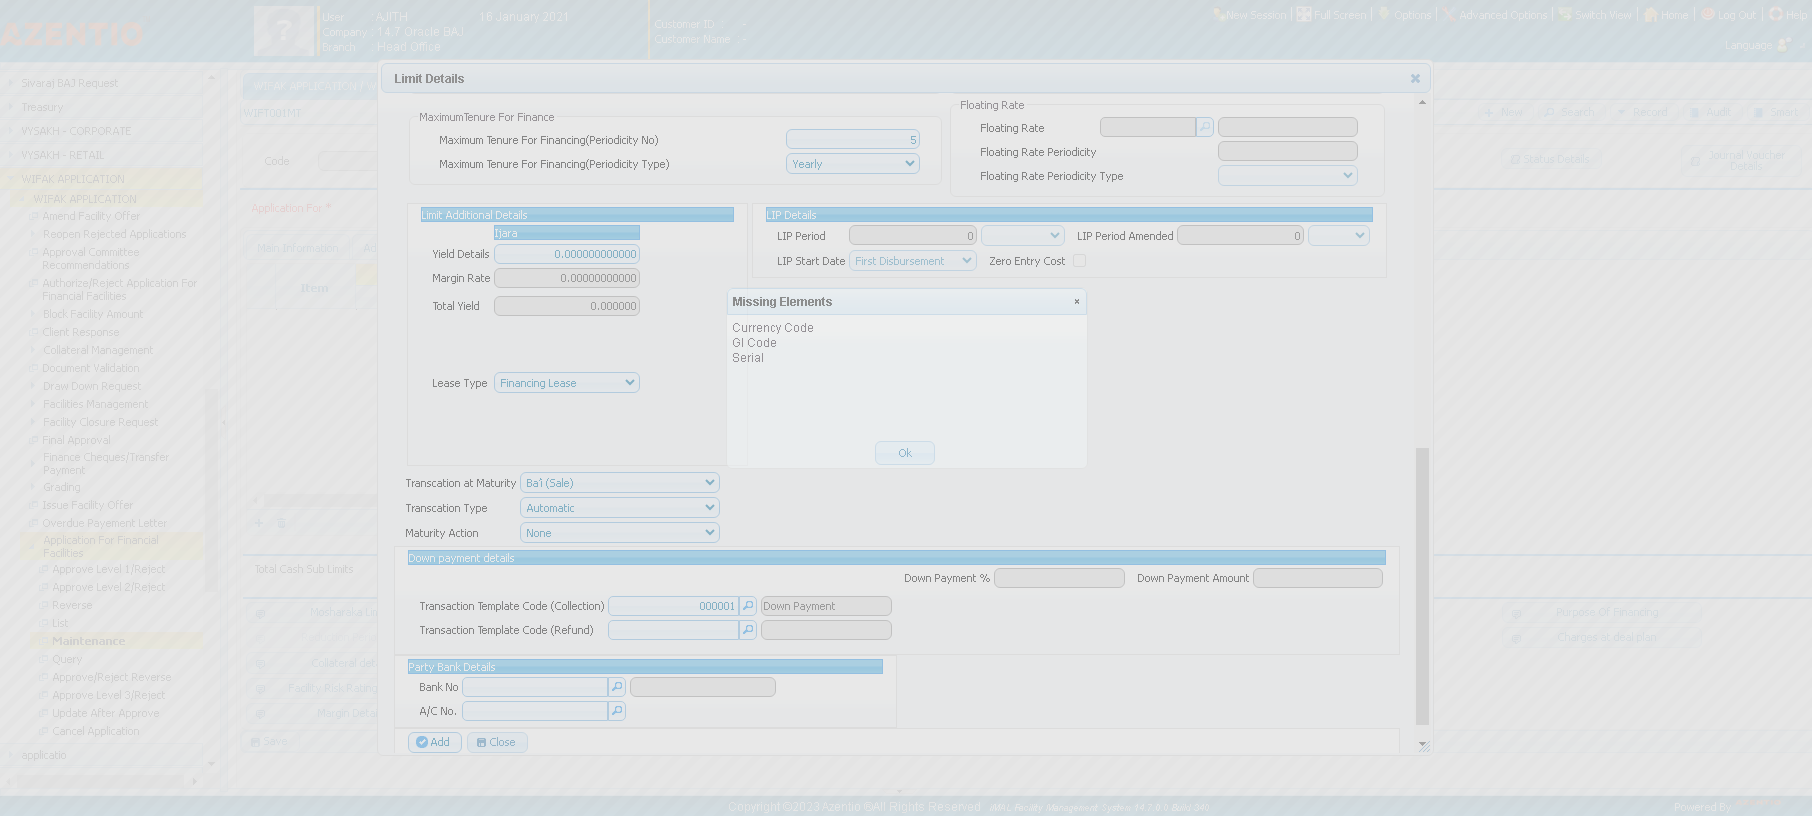 AZENTIO
User AJITH 16 January 2021
Company 14.7 Oracle BAJ
Branch Head Office
Customer ID -
Customer Name -
New Session | Full Screen | Options | Advanced Options | Switch View | Home | Log Out | Help
Language
Sivaraj BAJ Request
Treasury
VYSAKH - CORPORATE
VYSAKH - RETAIL
WIFAK APPLICATION
WIFAK APPLICATION
Amend Facility Offer
Reopen Rejected Applications
Approval Committee
Recommendations
Authorize/Reject Application For
Financial Facilities
Block Facility Amount
Client Response
Collateral Management
Document Validation
Draw Down Request
Facilities Management
Facility Closure Request
Final Approval
Finance Cheques/Transfer
Payment
Grading
Issue Facility Offer
Overdue Payement Letter
Application For Financial
Facilities
Approve Level 1/Reject
Approve Level 2/Reject
Reverse
List
Maintenance
Query
Approve/Reject Reverse
Approve Level 3/Reject
Update After Approve
Cancel Application
applicatio
WIFAK APPLICATION
WIFT001MT
New Search Record Audit Smart
Code
Status Details
Journal Voucher
Details
Application For *
Main Information
Item
Total Cash Sub Limits
Purpose Of Financing
Charges at deal plan
Collateral
Facility Risk Rating
Margin
Save
Limit Details
MaximumTenure For Finance
Maximum Tenure For Financing(Periodicity No) 5
Maximum Tenure For Financing(Periodicity Type) Yearly
Floating Rate
Floating Rate
Floating Rate Periodicity
Floating Rate Periodicity Type
Limit Additional Details
Ijara
Yield Details 0.000000000000
Margin Rate 0.00000000000
Total Yield 0.000000
Lease Type Financing Lease
LIP Details
LIP Period 0 LIP Period Amended 0
LIP Start Date First Disbursement Zero Entry Cost
Missing Elements
Currency Code
Gl Code
Serial
Ok
Transcation at Maturity Ba'i (Sale)
Transcation Type Automatic
Maturity Action None
Down payment details
Down Payment % Down Payment Amount
Transaction Template Code (Collection) 000001 Down Payment
Transaction Template Code (Refund)
Party Bank Details
Bank No
A/C No.
Add Close
Copyright ©2023 Azentio ©All Rights Reserved
Powered By